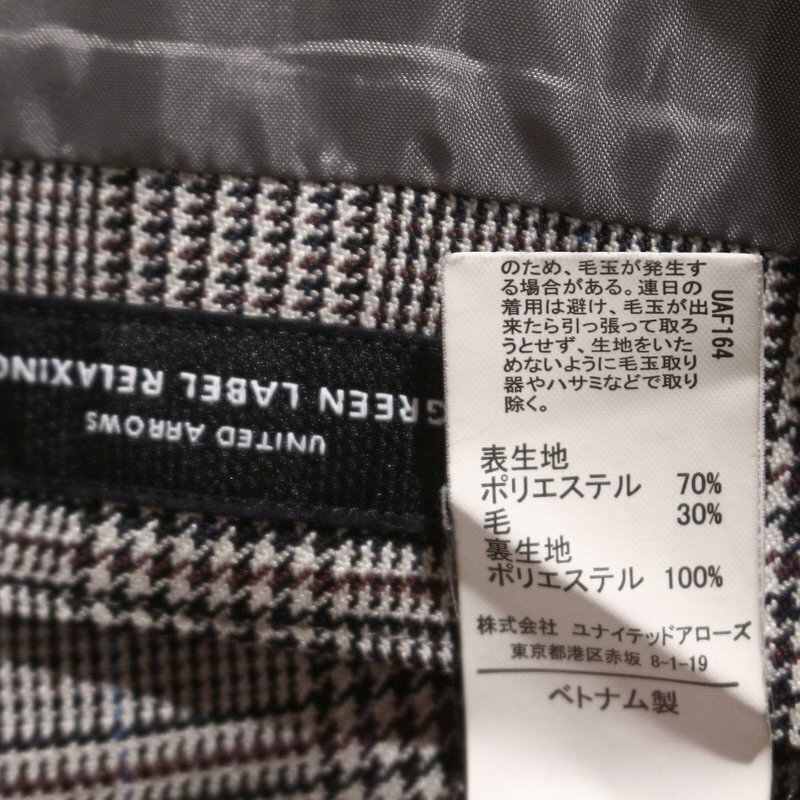 のため、毛玉が発生す
る場合がある。連日の
着用は避け、毛玉が出
来たら引っ張って取ろ
うとせず、生地をいた
めないように毛玉取り
器やハサミなどで取り
除く。
UAF164
表生地
ポリエステル 70%
毛 30%
裏生地
ポリエステル 100%
株式会社 ユナイテッドアローズ
東京都港区赤坂 8-1-19
ベトナム製
UNITED ARROWS
GREEN LABEL RELAXING